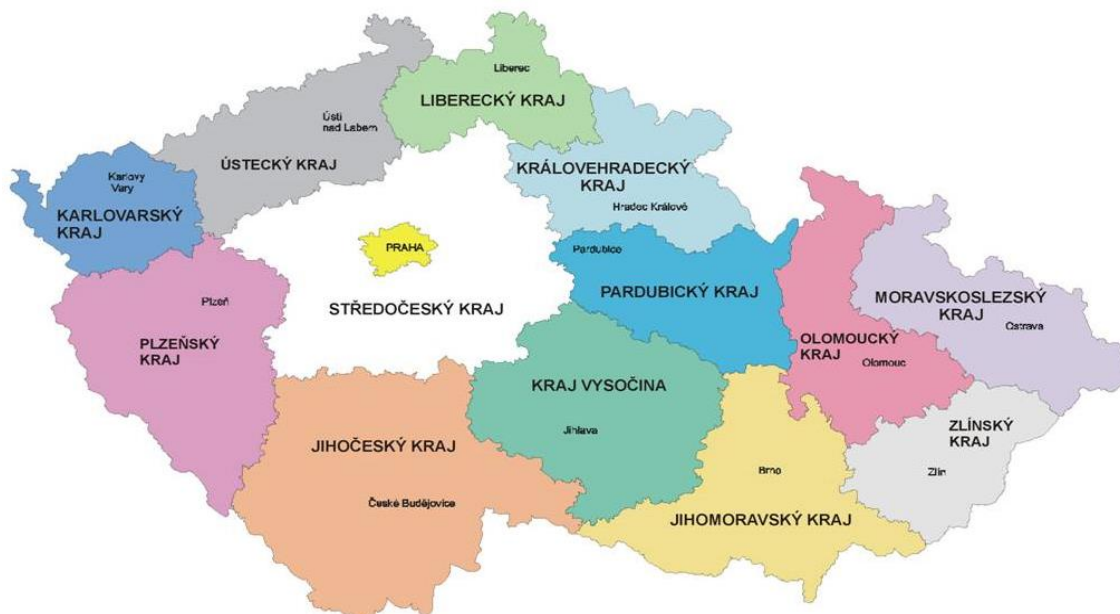 Liberec
LIBERECKÝ KRAJ
Ústí
nad Labem
ÚSTECKÝ KRAJ
KRÁLOVEHRADECKÝ
KRAJ
Hradec Králové
Karlovy
Vary
KARLOVARSKÝ
KRAJ
PRAHA
STŘEDOČESKÝ KRAJ
Pardubice
PARDUBICKÝ KRAJ
MORAVSKOSLEZSKÝ
KRAJ
Ostrava
Plzeň
PLZEŇSKÝ
KRAJ
OLOMOUCKÝ
KRAJ
Olomouc
KRAJ VYSOČINA
Jihlava
JIHOČESKÝ KRAJ
České Budějovice
ZLÍNSKÝ
KRAJ
Zlín
Brno
JIHOMORAVSKÝ KRAJ